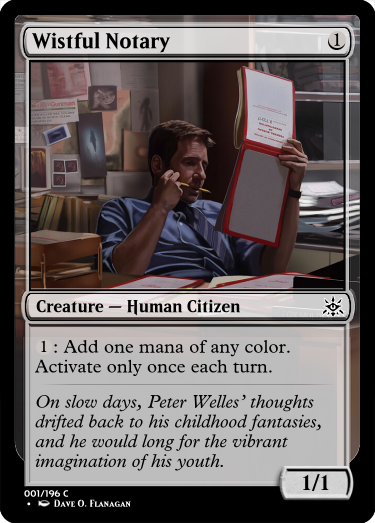 Wistful Notary 1
Creature — Human Citizen
1 : Add one mana of any color.
Activate only once each turn.
On slow days, Peter Welles' thoughts
drifted back to his childhood fantasies,
and he would long for the vibrant
imagination of his youth.
1/1
001/196 C
• Dave O. Flanagan